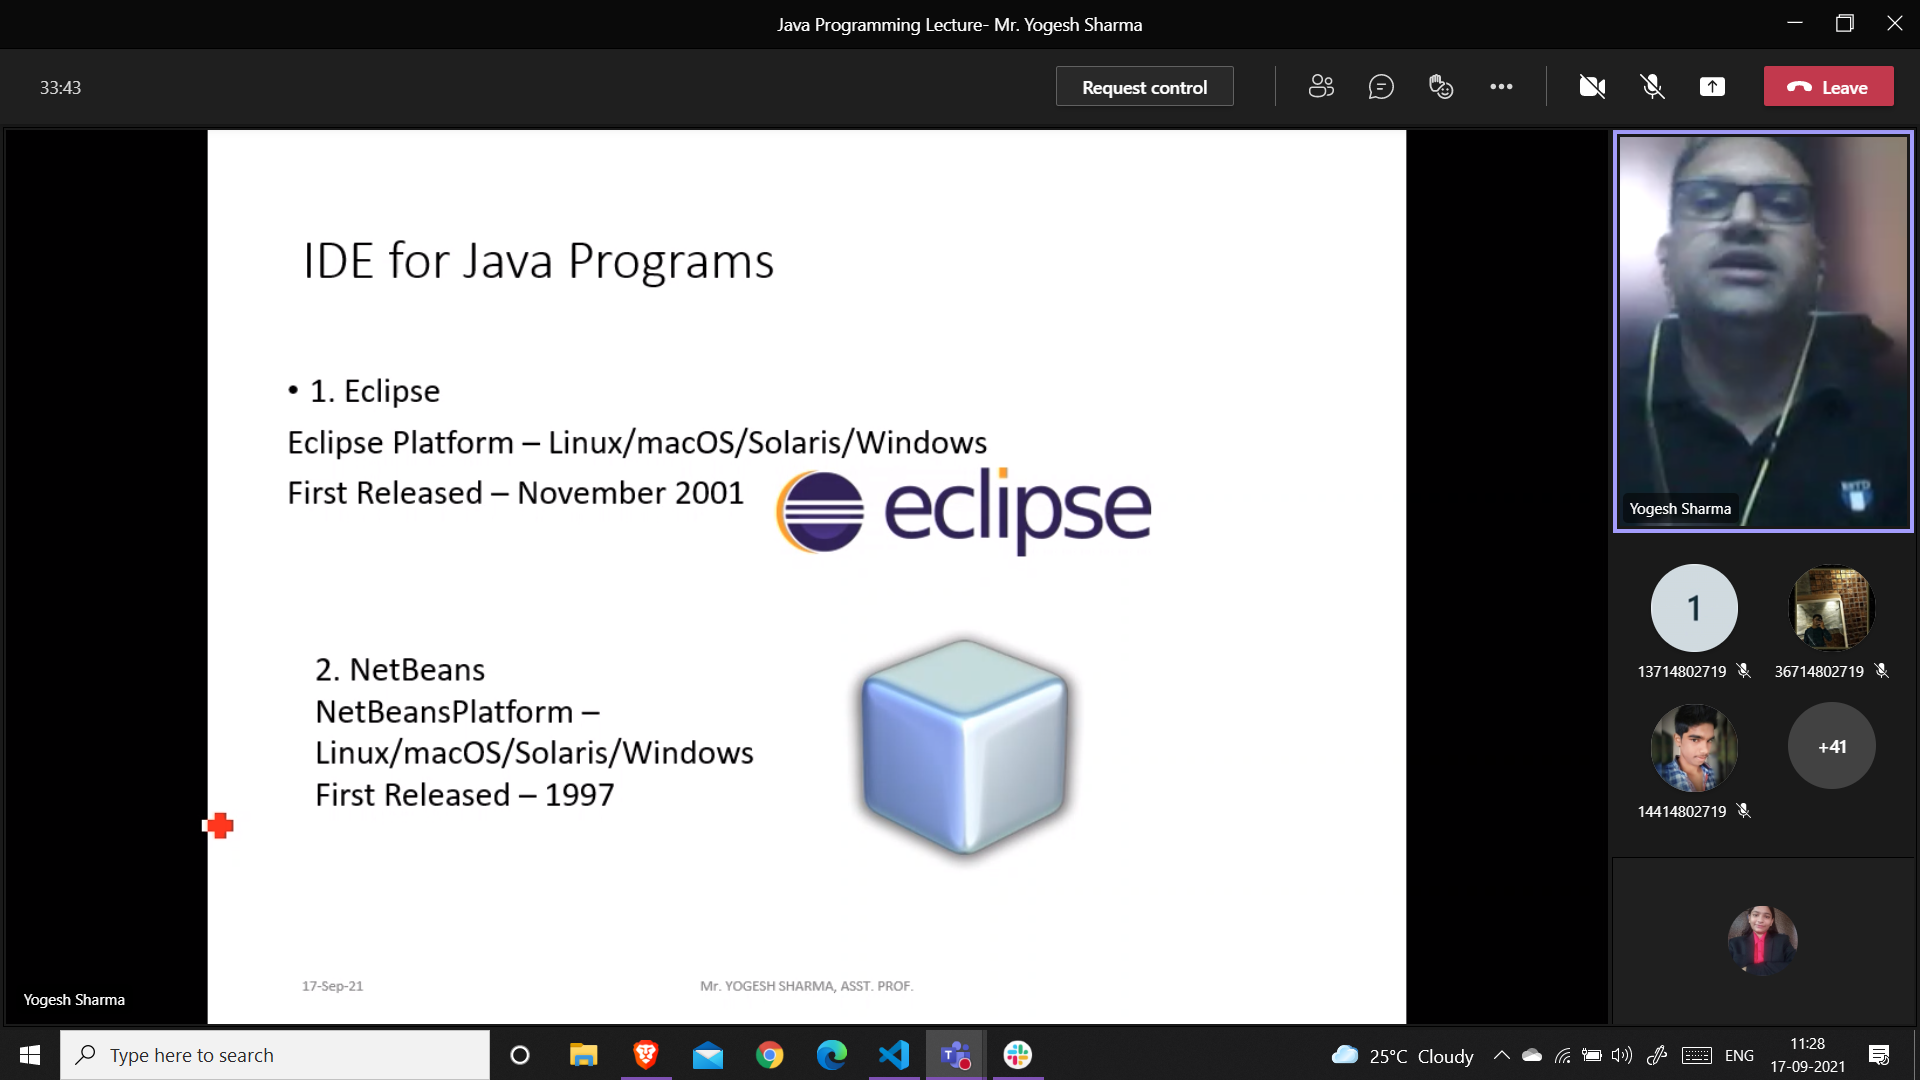 Java Programming Lecture- Mr. Yogesh Sharma
33:43
Request control
Leave
IDE for Java Programs
• 1. Eclipse
Eclipse Platform – Linux/macOS/Solaris/Windows
First Released – November 2001
eclipse
2. NetBeans
NetBeansPlatform –
Linux/macOS/Solaris/Windows
First Released – 1997
17-Sep-21
Mr. YOGESH SHARMA, ASST. PROF.
Yogesh Sharma
Yogesh Sharma
1
13714802719
36714802719
14414802719
+41
Type here to search
25°C Cloudy
ENG
11:28
17-09-2021